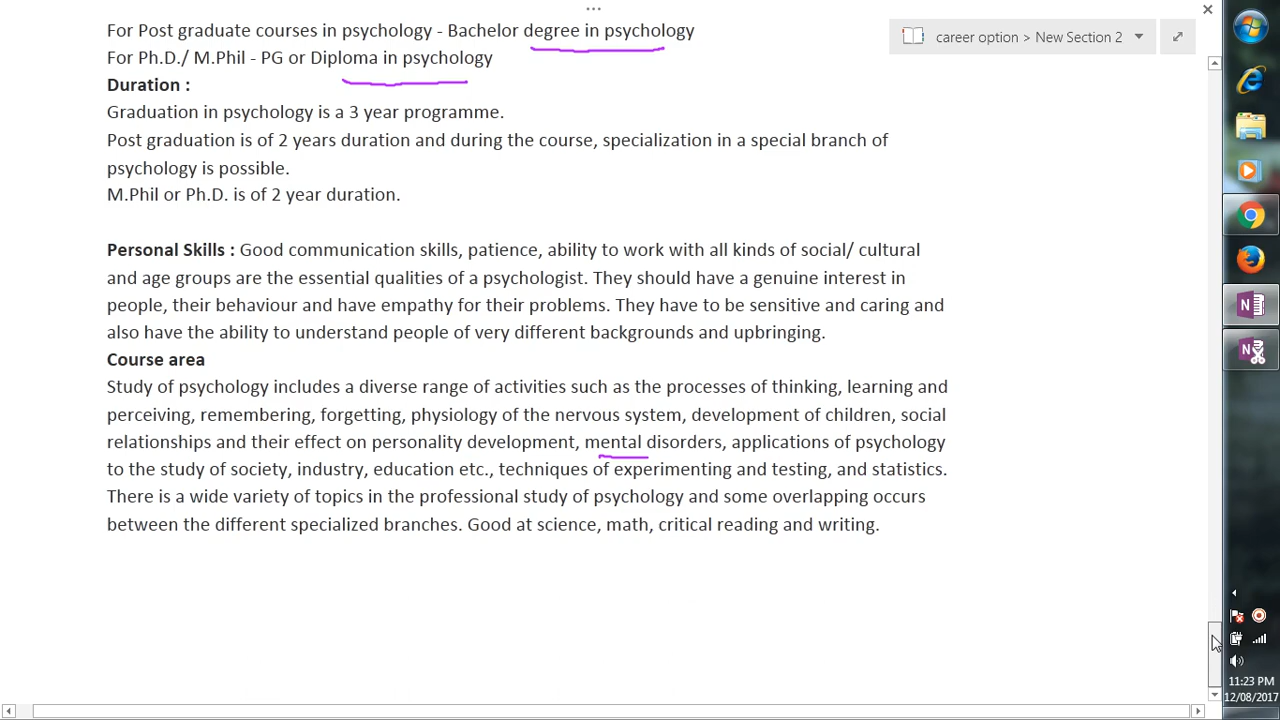 For Post graduate courses in psychology - Bachelor degree in psychology
career option > New Section 2
For Ph.D./ M.Phil - PG or Diploma in psychology
Duration :
Graduation in psychology is a 3 year programme.
Post graduation is of 2 years duration and during the course, specialization in a special branch of
psychology is possible.
M.Phil or Ph.D. is of 2 year duration.
Personal Skills : Good communication skills, patience, ability to work with all kinds of social/ cultural
and age groups are the essential qualities of a psychologist. They should have a genuine interest in
people, their behaviour and have empathy for their problems. They have to be sensitive and caring and
also have the ability to understand people of very different backgrounds and upbringing.
Course area
Study of psychology includes a diverse range of activities such as the processes of thinking, learning and
perceiving, remembering, forgetting, physiology of the nervous system, development of children, social
relationships and their effect on personality development, mental disorders, applications of psychology
to the study of society, industry, education etc., techniques of experimenting and testing, and statistics.
There is a wide variety of topics in the professional study of psychology and some overlapping occurs
between the different specialized branches. Good at science, math, critical reading and writing.
11:23 PM
12/08/2017